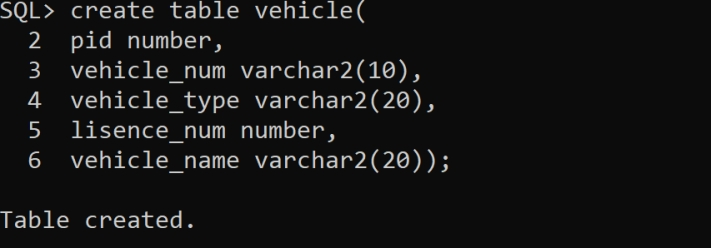 SQL> create table vehicle(
  2  pid number,
  3  vehicle_num varchar2(10),
  4  vehicle_type varchar2(20),
  5  lisence_num number,
  6  vehicle_name varchar2(20));
Table created.